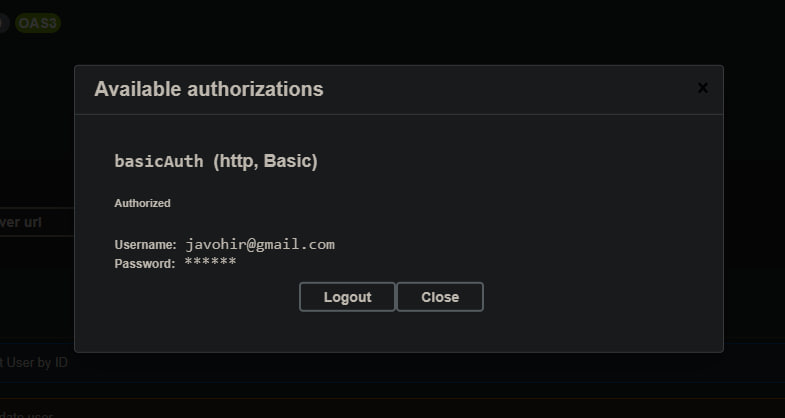 OAS3
Available authorizations
x
basicAuth (http, Basic)
Authorized
ver url
Username: javohir@gmail.com
Password: ******
Logout Close
t User by ID
date user